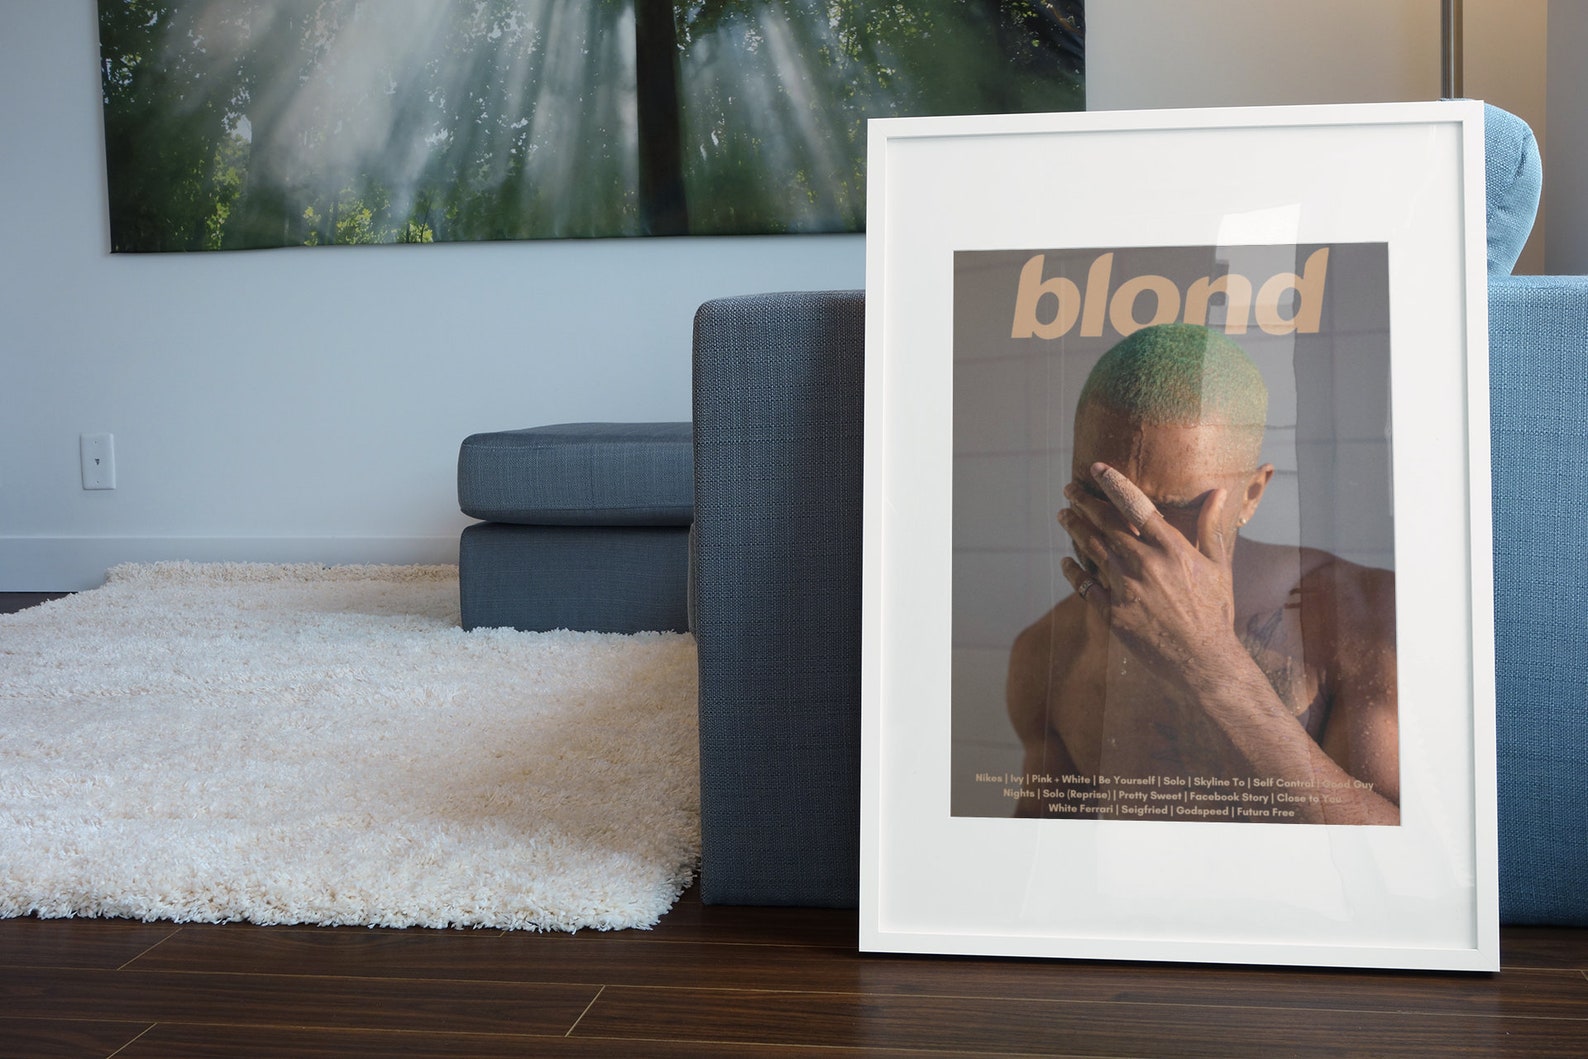 blond
Nikes | Ivy | Pink + White | Be Yourself | Solo | Skyline To | Self Control | Good Guy
Nights | Solo (Reprise) | Pretty Sweet | Facebook Story | Close to You
White Ferrari | Seigfried | Godspeed | Futura Free